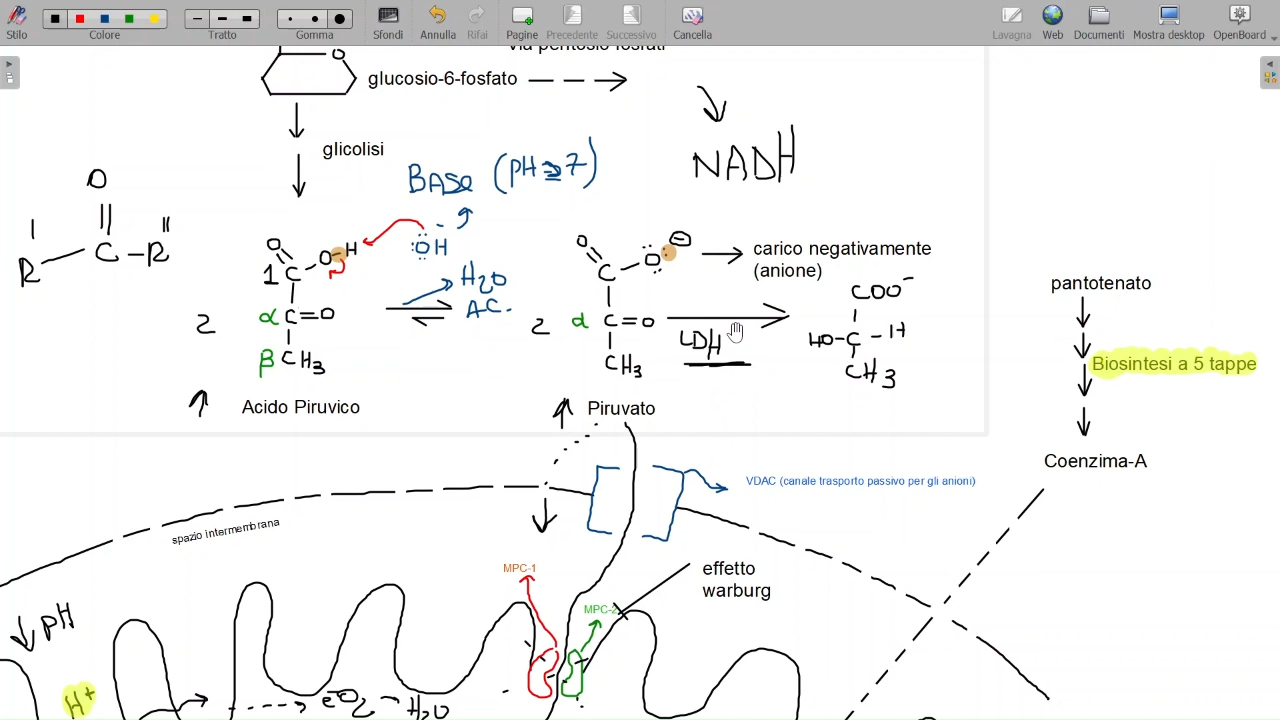 Stilo
Colore
Tratto
Gomma
Sfondi
Annulla
Rifai
Pagine
Precedente
Successivo
Cancella
Lavagna
Web
Documenti
Mostra desktop
OpenBoard
via pentosio fosfati
O
glucosio-6-fosfato
glicolisi
BASE (PH≥7)
NADH
O
||
R' C -R"
O
O-H
1 C
α C=O
β CH3
2
Acido Piruvico
OH-
H2O
A.C.
O
O
C
2
α C=O
CH3
Piruvato
carico negativamente
(anione)
LDH
COO-
HO-C-H
CH3
pantotenato
Biosintesi a 5 tappe
Coenzima-A
VDAC (canale trasporto passivo per gli anioni)
spazio intermembrana
MPC-1
MPC-2
effetto
warburg
↓ pH
H+
e- O2 H2O